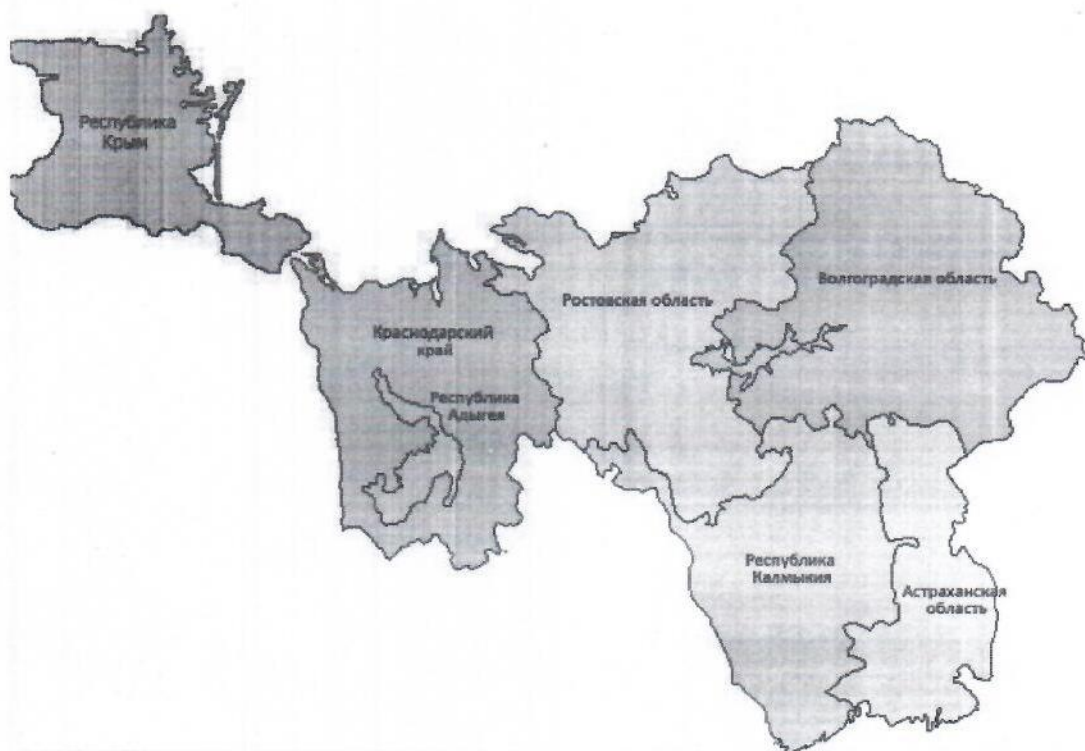 Республика
Крым
Волгоградская область
Ростовская область
Краснодарский
край
Республика
Адыгея
Республика
Калмыкия
Астраханская
область